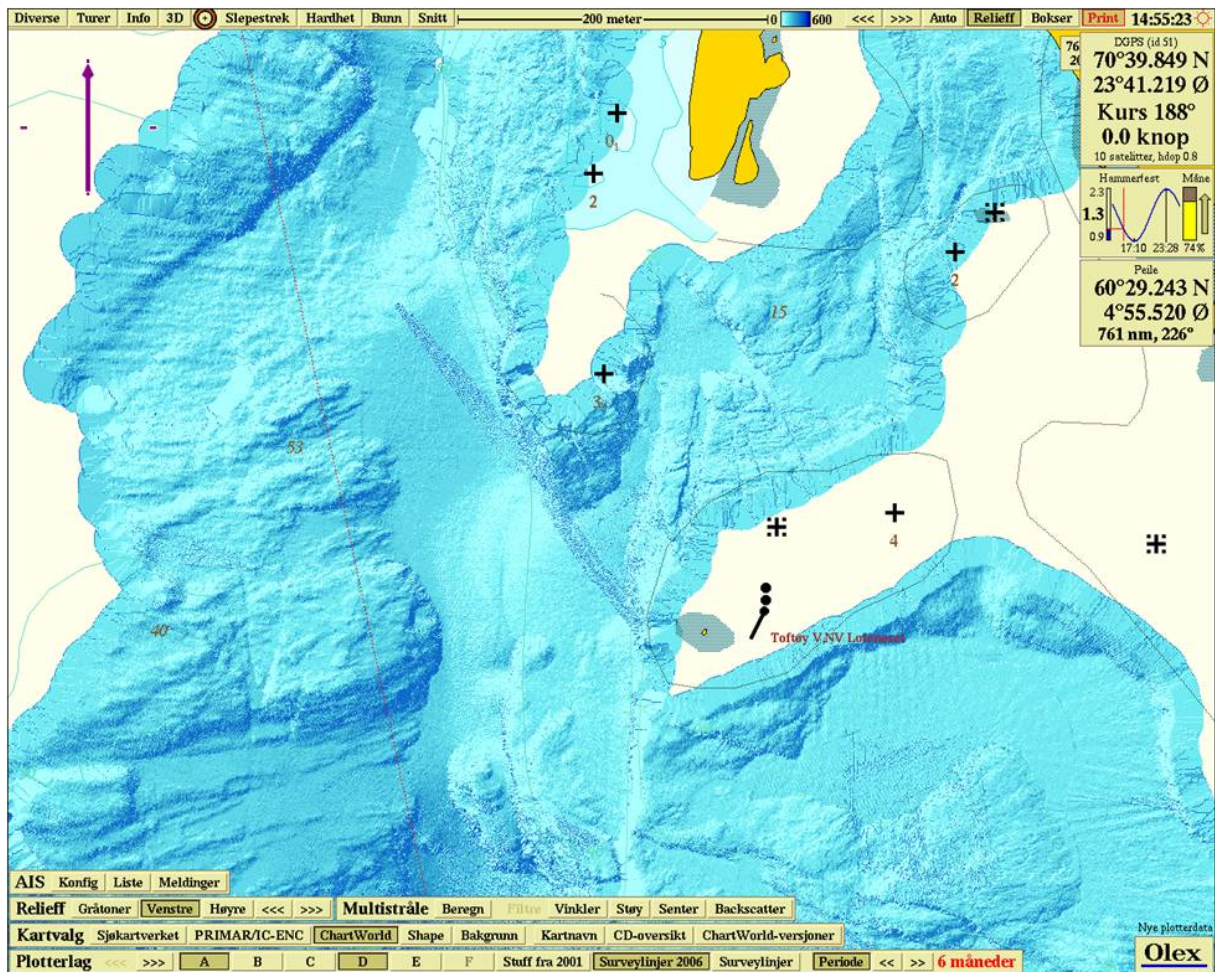 Diverse Turer Info 3D Slepestrek Hardhet Bunn Snitt 200 meter 0 600 <<< >>> Auto Relieff Bokser Print 14:55:23
DGPS (id 51)
70°39.849 N
23°41.219 Ø
Kurs 188°
0.0 knop
10 satelitter, hdop 0.8
Hammerfest Måne
2.3
1.3
0.9
17:10 23:28 74%
Peile
60°29.243 N
4°55.520 Ø
761 nm, 226°
5
0₁
2
2
15
3
53
4
40
Toftøy V,NV
AIS Konfig Liste Meldinger
Relieff Gråtoner Venstre Høyre <<< >>> Multistråle Beregn Filtre Vinkler Støy Senter Backscatter
Kartvalg Sjøkartverket PRIMAR/IC-ENC ChartWorld Shape Bakgrunn Kartnavn CD-oversikt ChartWorld-versjoner
Nye plotterdata
Plotterlag <<< >>> A B C D E F Stuff fra 2001 Surveylinjer 2006 Surveylinjer Periode << >> 6 måneder
Olex